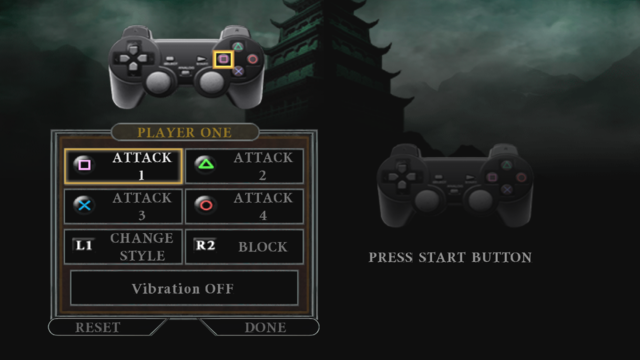 PLAYER ONE
ATTACK
1
ATTACK
2
ATTACK
3
ATTACK
4
L1
CHANGE
STYLE
R2
BLOCK
Vibration OFF
RESET
DONE
PRESS START BUTTON